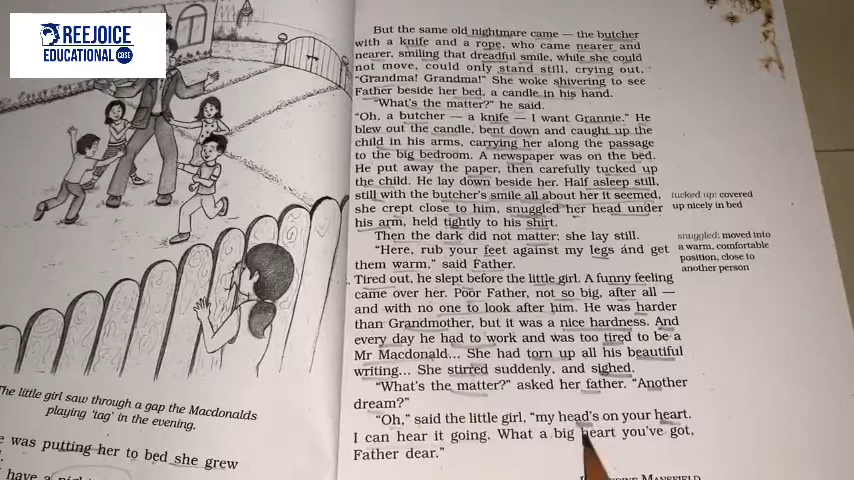 REEJOICE
EDUCATIONAL CBSE
The little girl saw through a gap the Macdonalds
playing 'tag' in the evening.
e was putting her to bed she grew
I have a
But the same old nightmare came — the butcher
with a knife and a rope, who came nearer and
nearer, smiling that dreadful smile, while she could
not move, could only stand still, crying out,
"Grandma! Grandma!" She woke shivering to see
Father beside her bed, a candle in his hand.
"What's the matter?" he said.
"Oh, a butcher — a knife — I want Grannie." He
blew out the candle, bent down and caught up the
child in his arms, carrying her along the passage
to the big bedroom. A newspaper was on the bed.
He put away the paper, then carefully tucked up
the child. He lay down beside her. Half asleep still,
still with the butcher's smile all about her it seemed,
she crept close to him, snuggled her head under
his arm, held tightly to his shirt.
Then the dark did not matter; she lay still.
"Here, rub your feet against my legs and get
them warm," said Father.
Tired out, he slept before the little girl. A funny feeling
came over her. Poor Father, not so big, after all —
and with no one to look after him. He was harder
than Grandmother, but it was a nice hardness. And
every day he had to work and was too tired to be a
Mr Macdonald... She had torn up all his beautiful
writing... She stirred suddenly, and sighed.
"What's the matter?" asked her father. "Another
dream?"
"Oh," said the little girl, "my head's on your heart.
I can hear it going. What a big heart you've got,
Father dear."
MANSFIELD
tucked up: covered
up nicely in bed
snuggled: moved into
a warm, comfortable
position, close to
another person